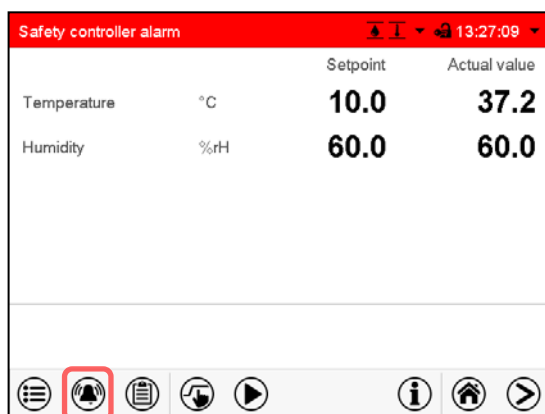 Safety controller alarm 13:27:09
Setpoint Actual value
Temperature °C 10.0 37.2
Humidity %rH 60.0 60.0